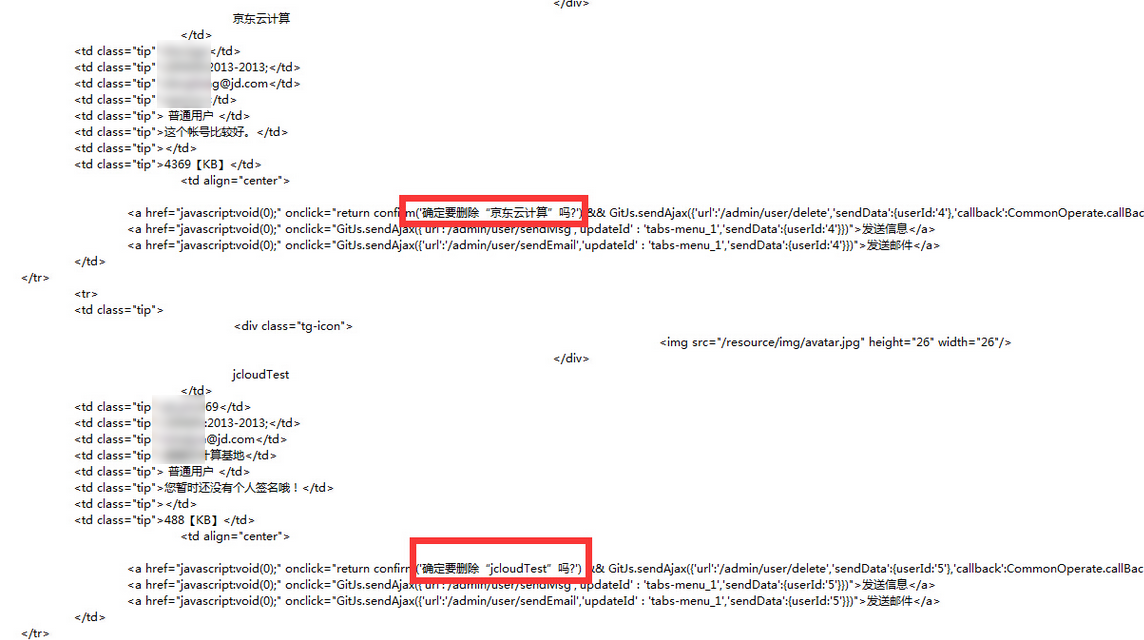 </div>
京东云计算
</td>
<td class="tip" </td>
<td class="tip" 2013-2013;</td>
<td class="tip" g@jd.com</td>
<td class="tip" /td>
<td class="tip"> 普通用户 </td>
<td class="tip">这个帐号比较好。</td>
<td class="tip"></td>
<td class="tip">4369【KB】</td>
<td align="center">
<a href="javascript:void(0);" onclick="return confirm('确定要删除“京东云计算”吗?') && GitJs.sendAjax({'url':'/admin/user/delete','sendData':{userId:'4'},'callback':CommonOperate.callBac
<a href="javascript:void(0);" onclick="GitJs.sendAjax({'url':'/admin/user/sendMsg','updateId' : 'tabs-menu_1','sendData':{userId:'4'}})">发送信息</a>
<a href="javascript:void(0);" onclick="GitJs.sendAjax({'url':'/admin/user/sendEmail','updateId' : 'tabs-menu_1','sendData':{userId:'4'}})">发送邮件</a>
</td>
</tr>
<tr>
<td class="tip">
<div class="tg-icon">
<img src="/resource/img/avatar.jpg" height="26" width="26"/>
</div>
jcloudTest
</td>
<td class="tip 69</td>
<td class="tip :2013-2013;</td>
<td class="tip @jd.com</td>
<td class="tip 计算基地</td>
<td class="tip"> 普通用户 </td>
<td class="tip">您暂时还没有个人签名哦！</td>
<td class="tip"></td>
<td class="tip">488【KB】</td>
<td align="center">
<a href="javascript:void(0);" onclick="return confirm('确定要删除“jcloudTest”吗?') && GitJs.sendAjax({'url':'/admin/user/delete','sendData':{userId:'5'},'callback':CommonOperate.callBac
<a href="javascript:void(0);" onclick="GitJs.sendAjax({'url':'/admin/user/sendMsg','updateId' : 'tabs-menu_1','sendData':{userId:'5'}})">发送信息</a>
<a href="javascript:void(0);" onclick="GitJs.sendAjax({'url':'/admin/user/sendEmail','updateId' : 'tabs-menu_1','sendData':{userId:'5'}})">发送邮件</a>
</td>
</tr>